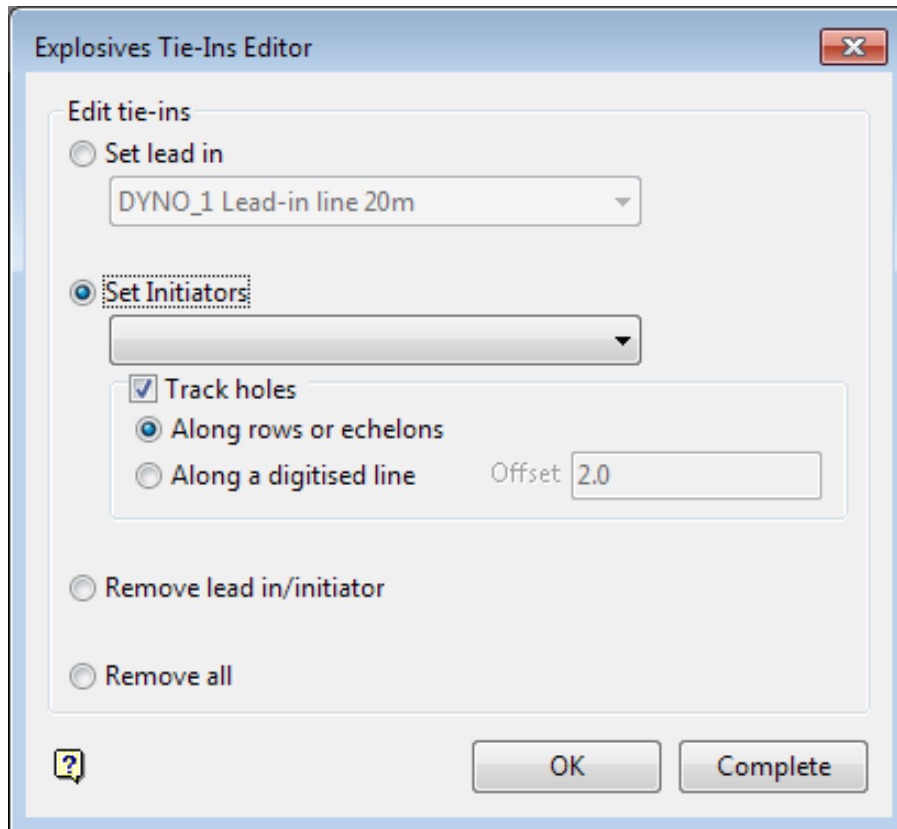 Explosives Tie-Ins Editor
Edit tie-ins
Set lead in
DYNO_1 Lead-in line 20m
Set Initiators
Track holes
Along rows or echelons
Along a digitised line Offset 2.0
Remove lead in/initiator
Remove all
? OK Complete